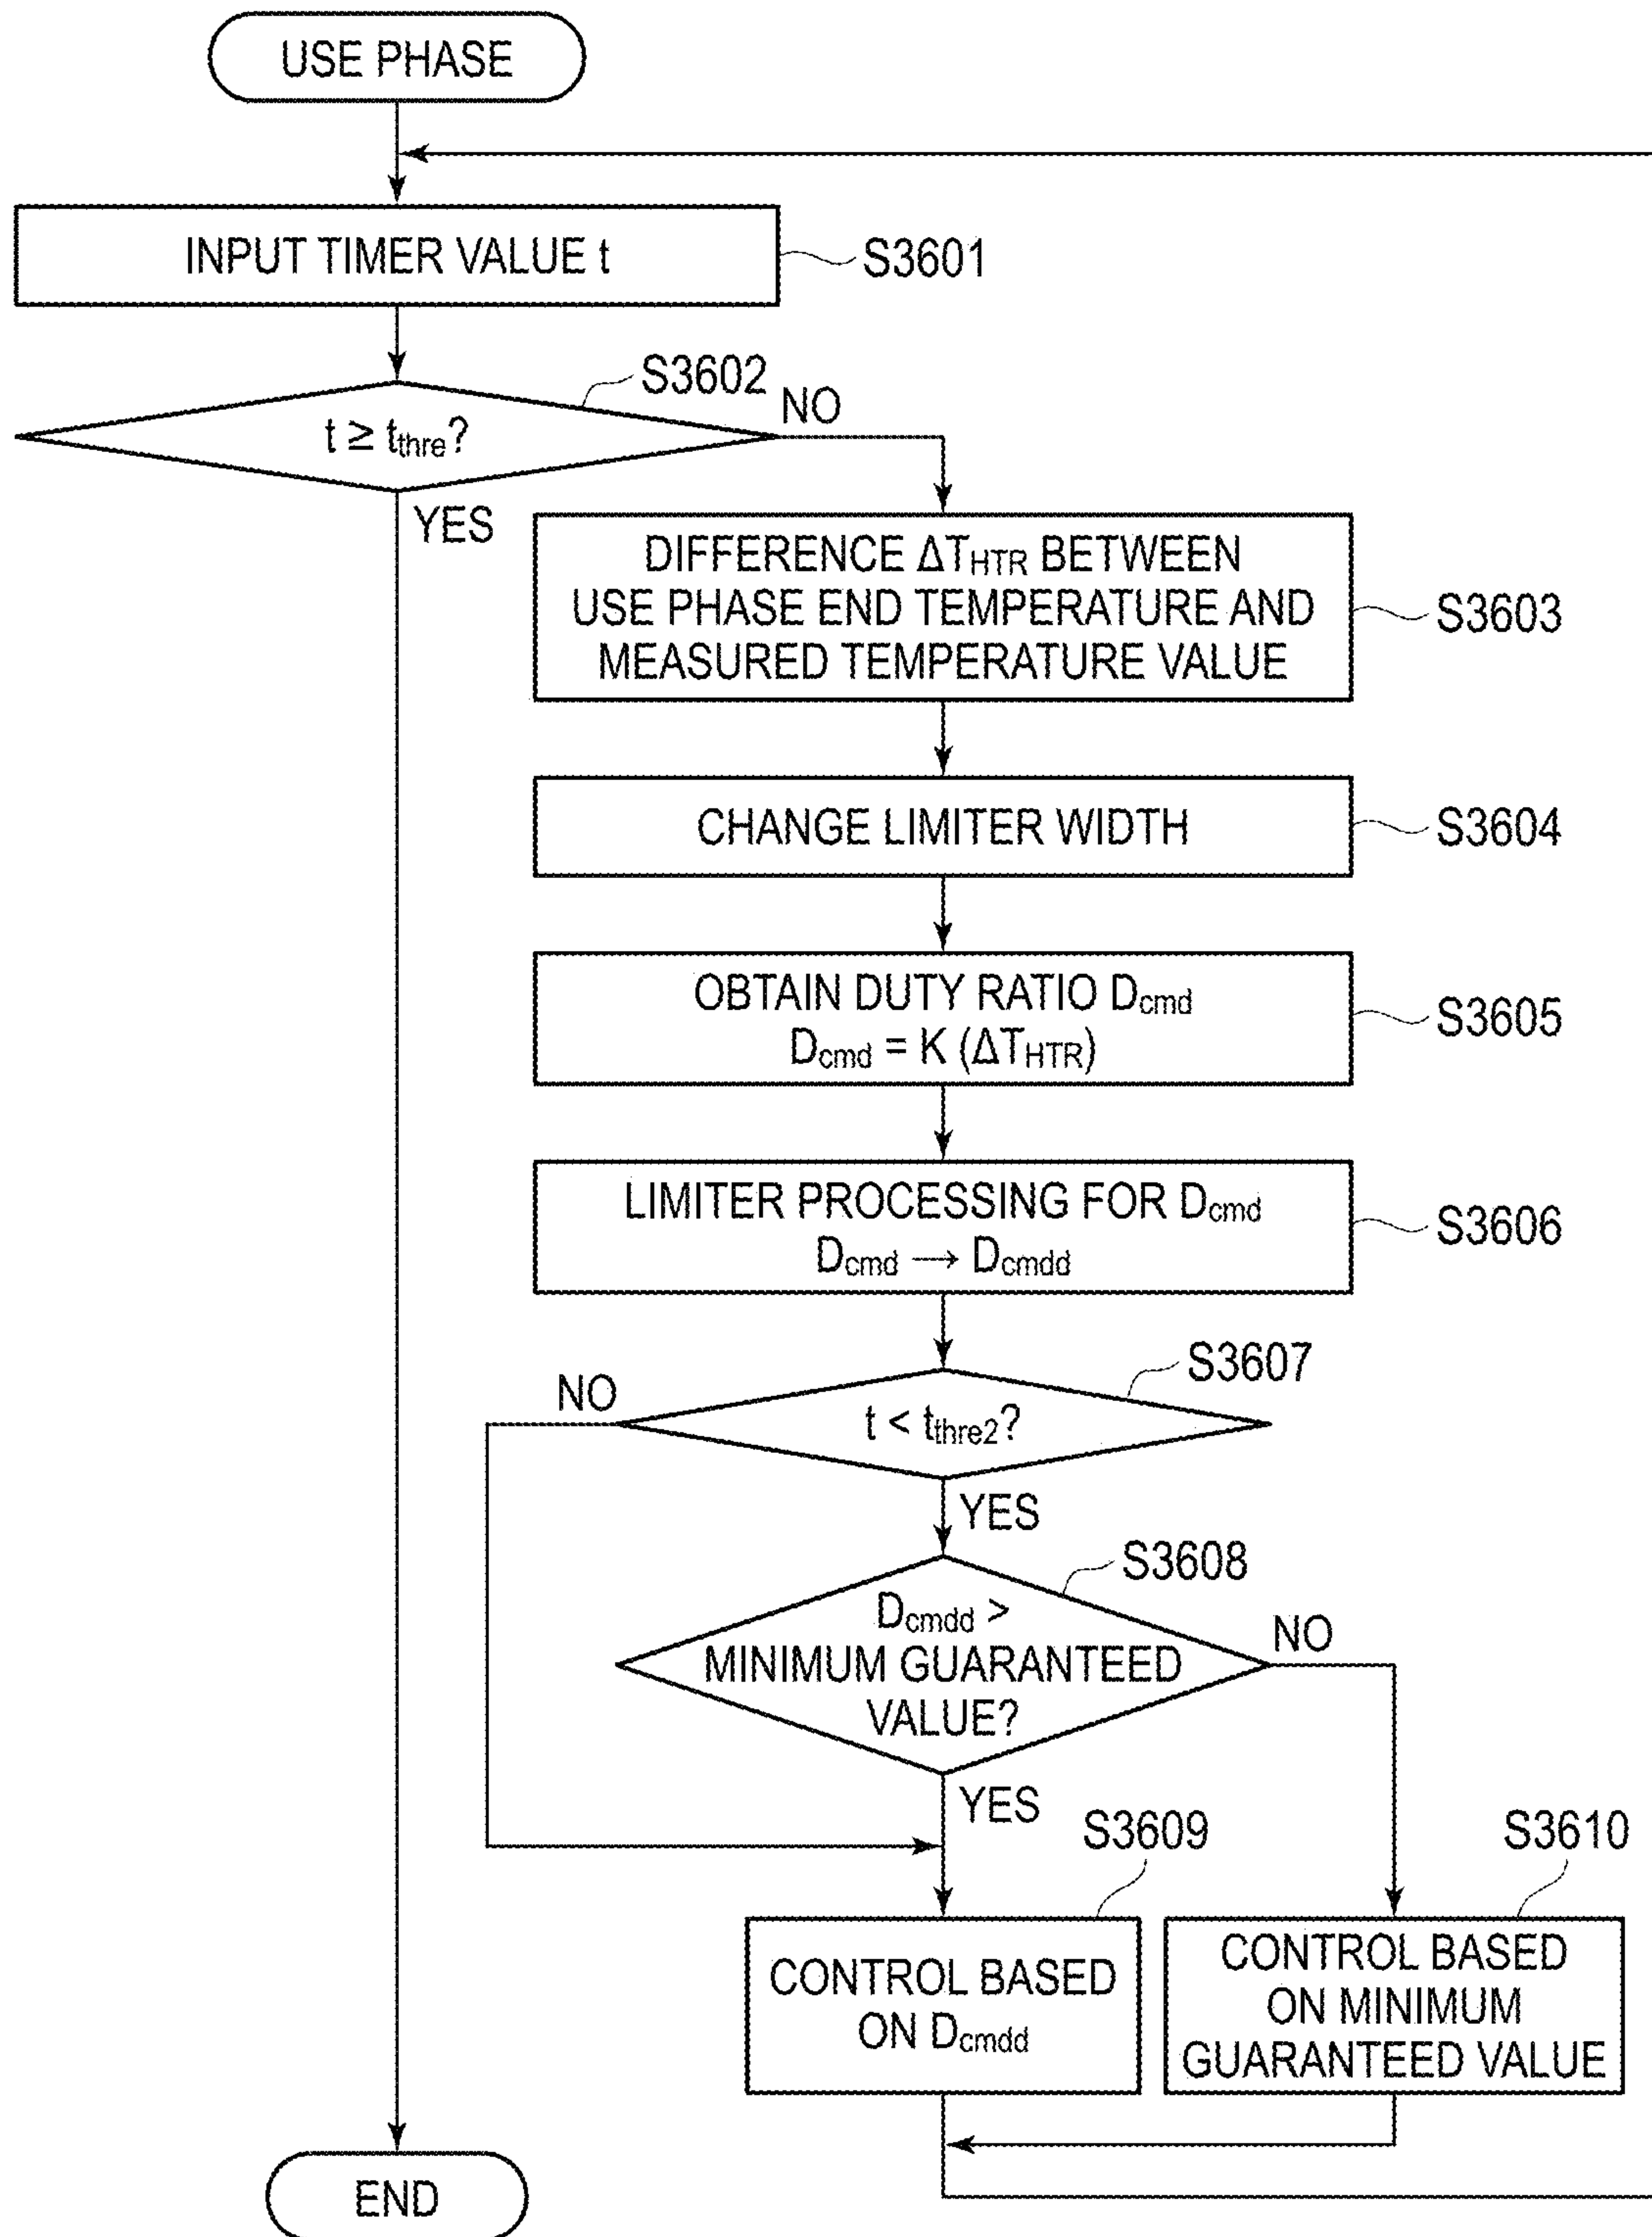 USE PHASE
INPUT TIMER VALUE t
S3601
S3602
t ≥ tthre?
NO
YES
DIFFERENCE ΔTHTR BETWEEN
USE PHASE END TEMPERATURE AND
MEASURED TEMPERATURE VALUE
S3603
CHANGE LIMITER WIDTH
S3604
OBTAIN DUTY RATIO Dcmd
Dcmd = K (ΔTHTR)
S3605
LIMITER PROCESSING FOR Dcmd
Dcmd → Dcmdd
S3606
S3607
NO
t < tthre2?
YES
S3608
Dcmdd >
MINIMUM GUARANTEED
VALUE?
NO
YES
S3609
S3610
CONTROL BASED
ON Dcmdd
CONTROL BASED
ON MINIMUM
GUARANTEED VALUE
END